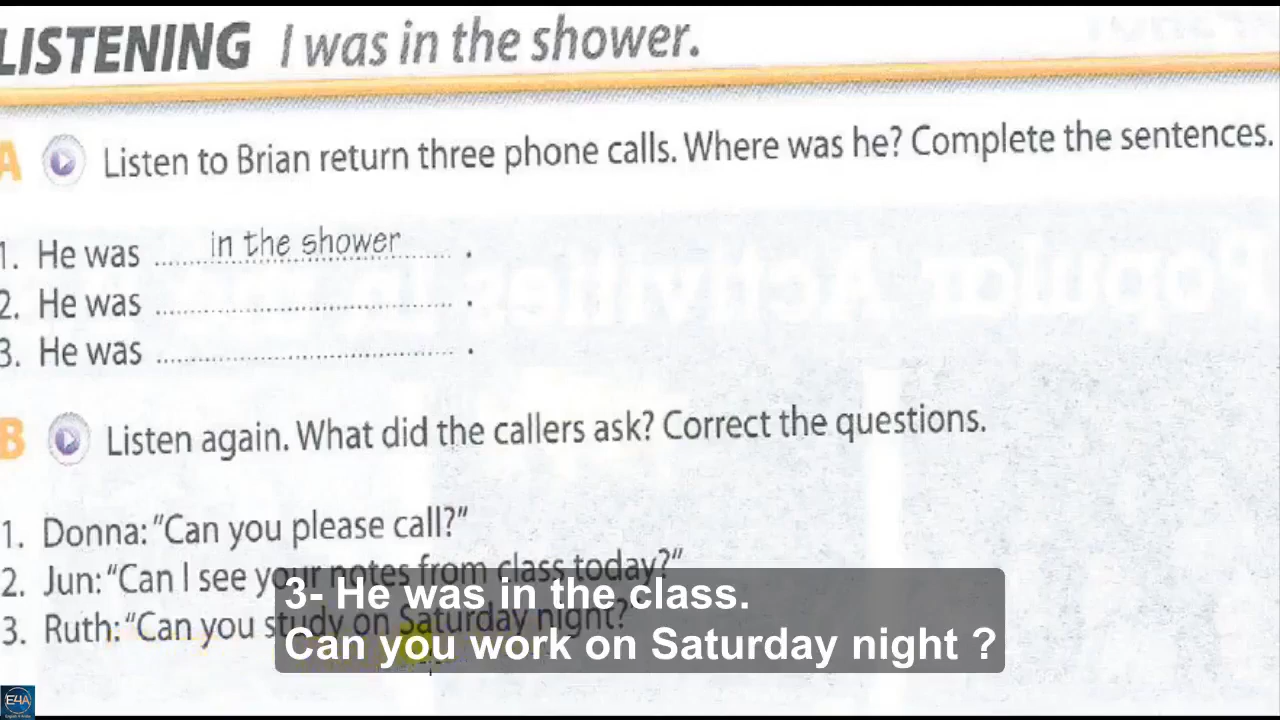 LISTENING I was in the shower.
A Listen to Brian return three phone calls. Where was he? Complete the sentences.
1. He was in the shower .
2. He was .
3. He was .
B Listen again. What did the callers ask? Correct the questions.
1. Donna: “Can you please call?”
2. Jun: “Can I see your notes from class today?”
3. Ruth: “Can you study on Saturday night?”
3- He was in the class.
Can you work on Saturday night ?
E4A